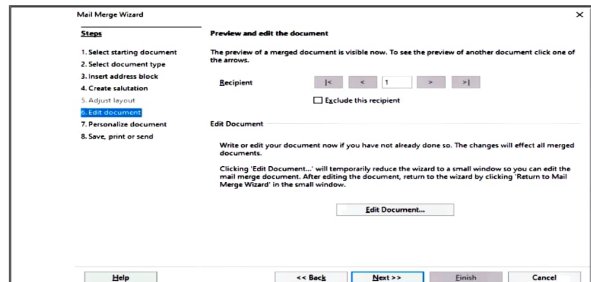 Mail Merge Wizard
Steps
1. Select starting document
2. Select document type
3. Insert address block
4. Create salutation
5. Adjust layout
6. Edit document
7. Personalize document
8. Save, print or send
Preview and edit the document
The preview of a merged document is visible now. To see the preview of another document click one of
the arrows.
Recipient |< < 1 > >|
Exclude this recipient
Edit Document
Write or edit your document now if you have not already done so. The changes will effect all merged
documents.
Clicking 'Edit Document...' will temporarily reduce the wizard to a small window so you can edit the
mail merge document. After editing the document, return to the wizard by clicking 'Return to Mail
Merge Wizard' in the small window.
Edit Document...
Help << Back Next >> Finish Cancel